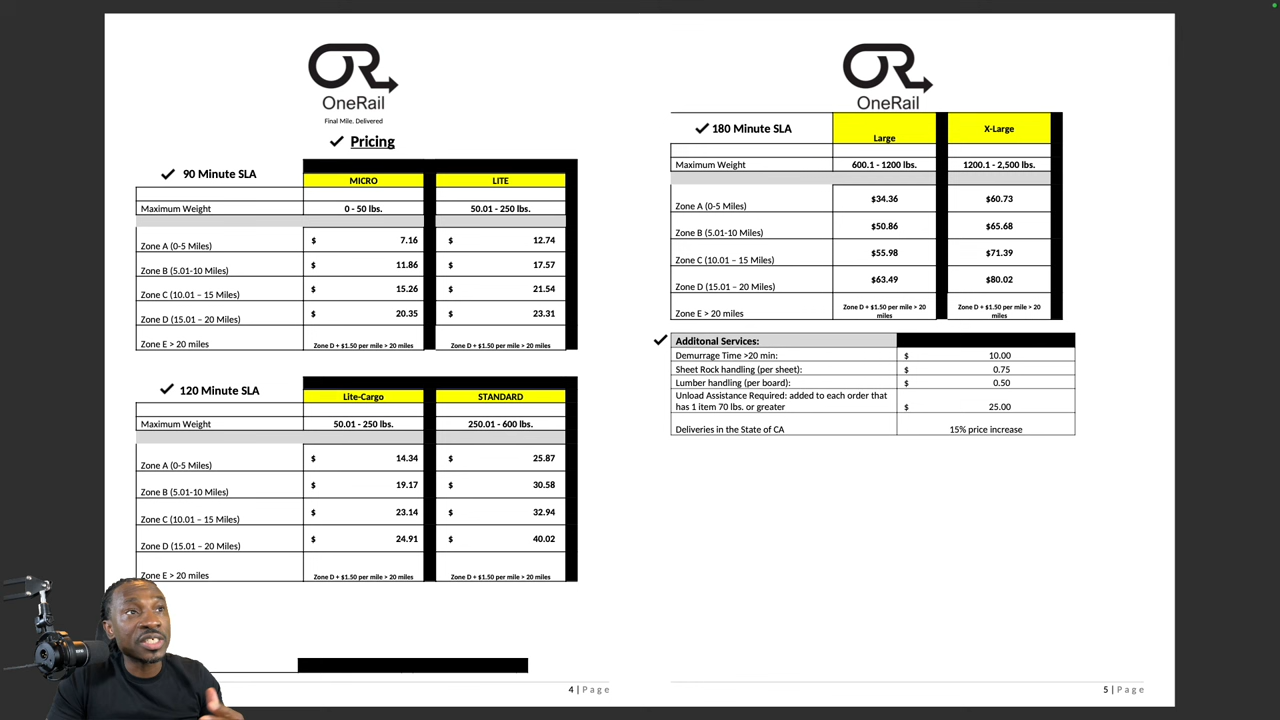 OneRail
Final Mile. Delivered
Pricing
90 Minute SLA
MICRO LITE
Maximum Weight 0 - 50 lbs. 50.01 - 250 lbs.
Zone A (0-5 Miles) $ 7.16 $ 12.74
Zone B (5.01-10 Miles) $ 11.86 $ 17.57
Zone C (10.01 – 15 Miles) $ 15.26 $ 21.54
Zone D (15.01 – 20 Miles) $ 20.35 $ 23.31
Zone E > 20 miles Zone D + $1.50 per mile > 20 miles Zone D + $1.50 per mile > 20 miles
120 Minute SLA
Lite-Cargo STANDARD
Maximum Weight 50.01 - 250 lbs. 250.01 - 600 lbs.
Zone A (0-5 Miles) $ 14.34 $ 25.87
Zone B (5.01-10 Miles) $ 19.17 $ 30.58
Zone C (10.01 – 15 Miles) $ 23.14 $ 32.94
Zone D (15.01 – 20 Miles) $ 24.91 $ 40.02
Zone E > 20 miles Zone D + $1.50 per mile > 20 miles Zone D + $1.50 per mile > 20 miles
4 | Page
OneRail
180 Minute SLA Large X-Large
Maximum Weight 600.1 - 1200 lbs. 1200.1 - 2,500 lbs.
Zone A (0-5 Miles) $34.36 $60.73
Zone B (5.01-10 Miles) $50.86 $65.68
Zone C (10.01 – 15 Miles) $55.98 $71.39
Zone D (15.01 – 20 Miles) $63.49 $80.02
Zone E > 20 miles Zone D + $1.50 per mile > 20 miles Zone D + $1.50 per mile > 20 miles
Additonal Services:
Demurrage Time >20 min: $ 10.00
Sheet Rock handling (per sheet): $ 0.75
Lumber handling (per board): $ 0.50
Unload Assistance Required: added to each order that
has 1 item 70 lbs. or greater $ 25.00
Deliveries in the State of CA 15% price increase
5 | Page